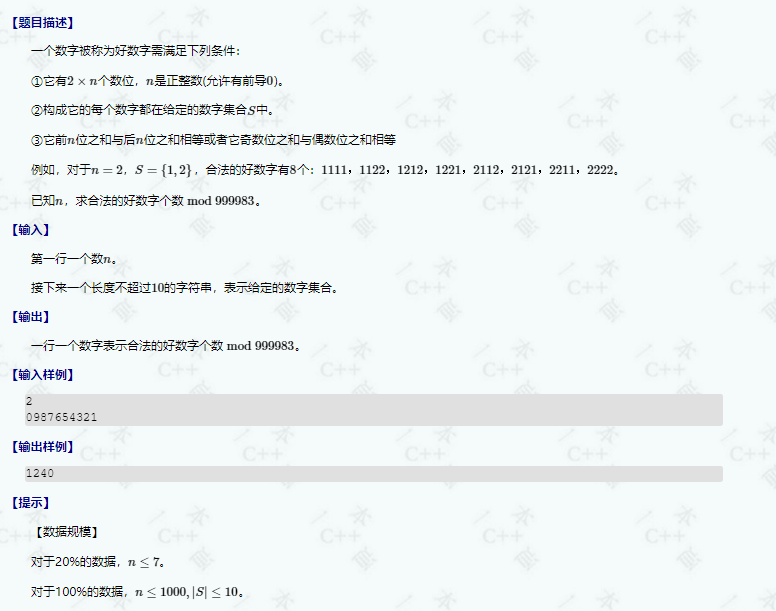 【题目描述】
一个数字被称为好数字需满足下列条件：
①它有2 × n个数位，n是正整数(允许有前导0)。
②构成它的每个数字都在给定的数字集合S中。
③它前n位之和与后n位之和相等或者它奇数位之和与偶数位之和相等
例如，对于n = 2，S = {1, 2}，合法的好数字有8个：1111，1122，1212，1221，2112，2121，2211，2222。
已知n，求合法的好数字个数 mod 999983。
【输入】
第一行一个数n。
接下来一个长度不超过10的字符串，表示给定的数字集合。
【输出】
一行一个数字表示合法的好数字个数 mod 999983。
【输入样例】
2
0987654321
【输出样例】
1240
【提示】
【数据规模】
对于20%的数据，n ≤ 7。
对于100%的数据，n ≤ 1000, |S| ≤ 10。